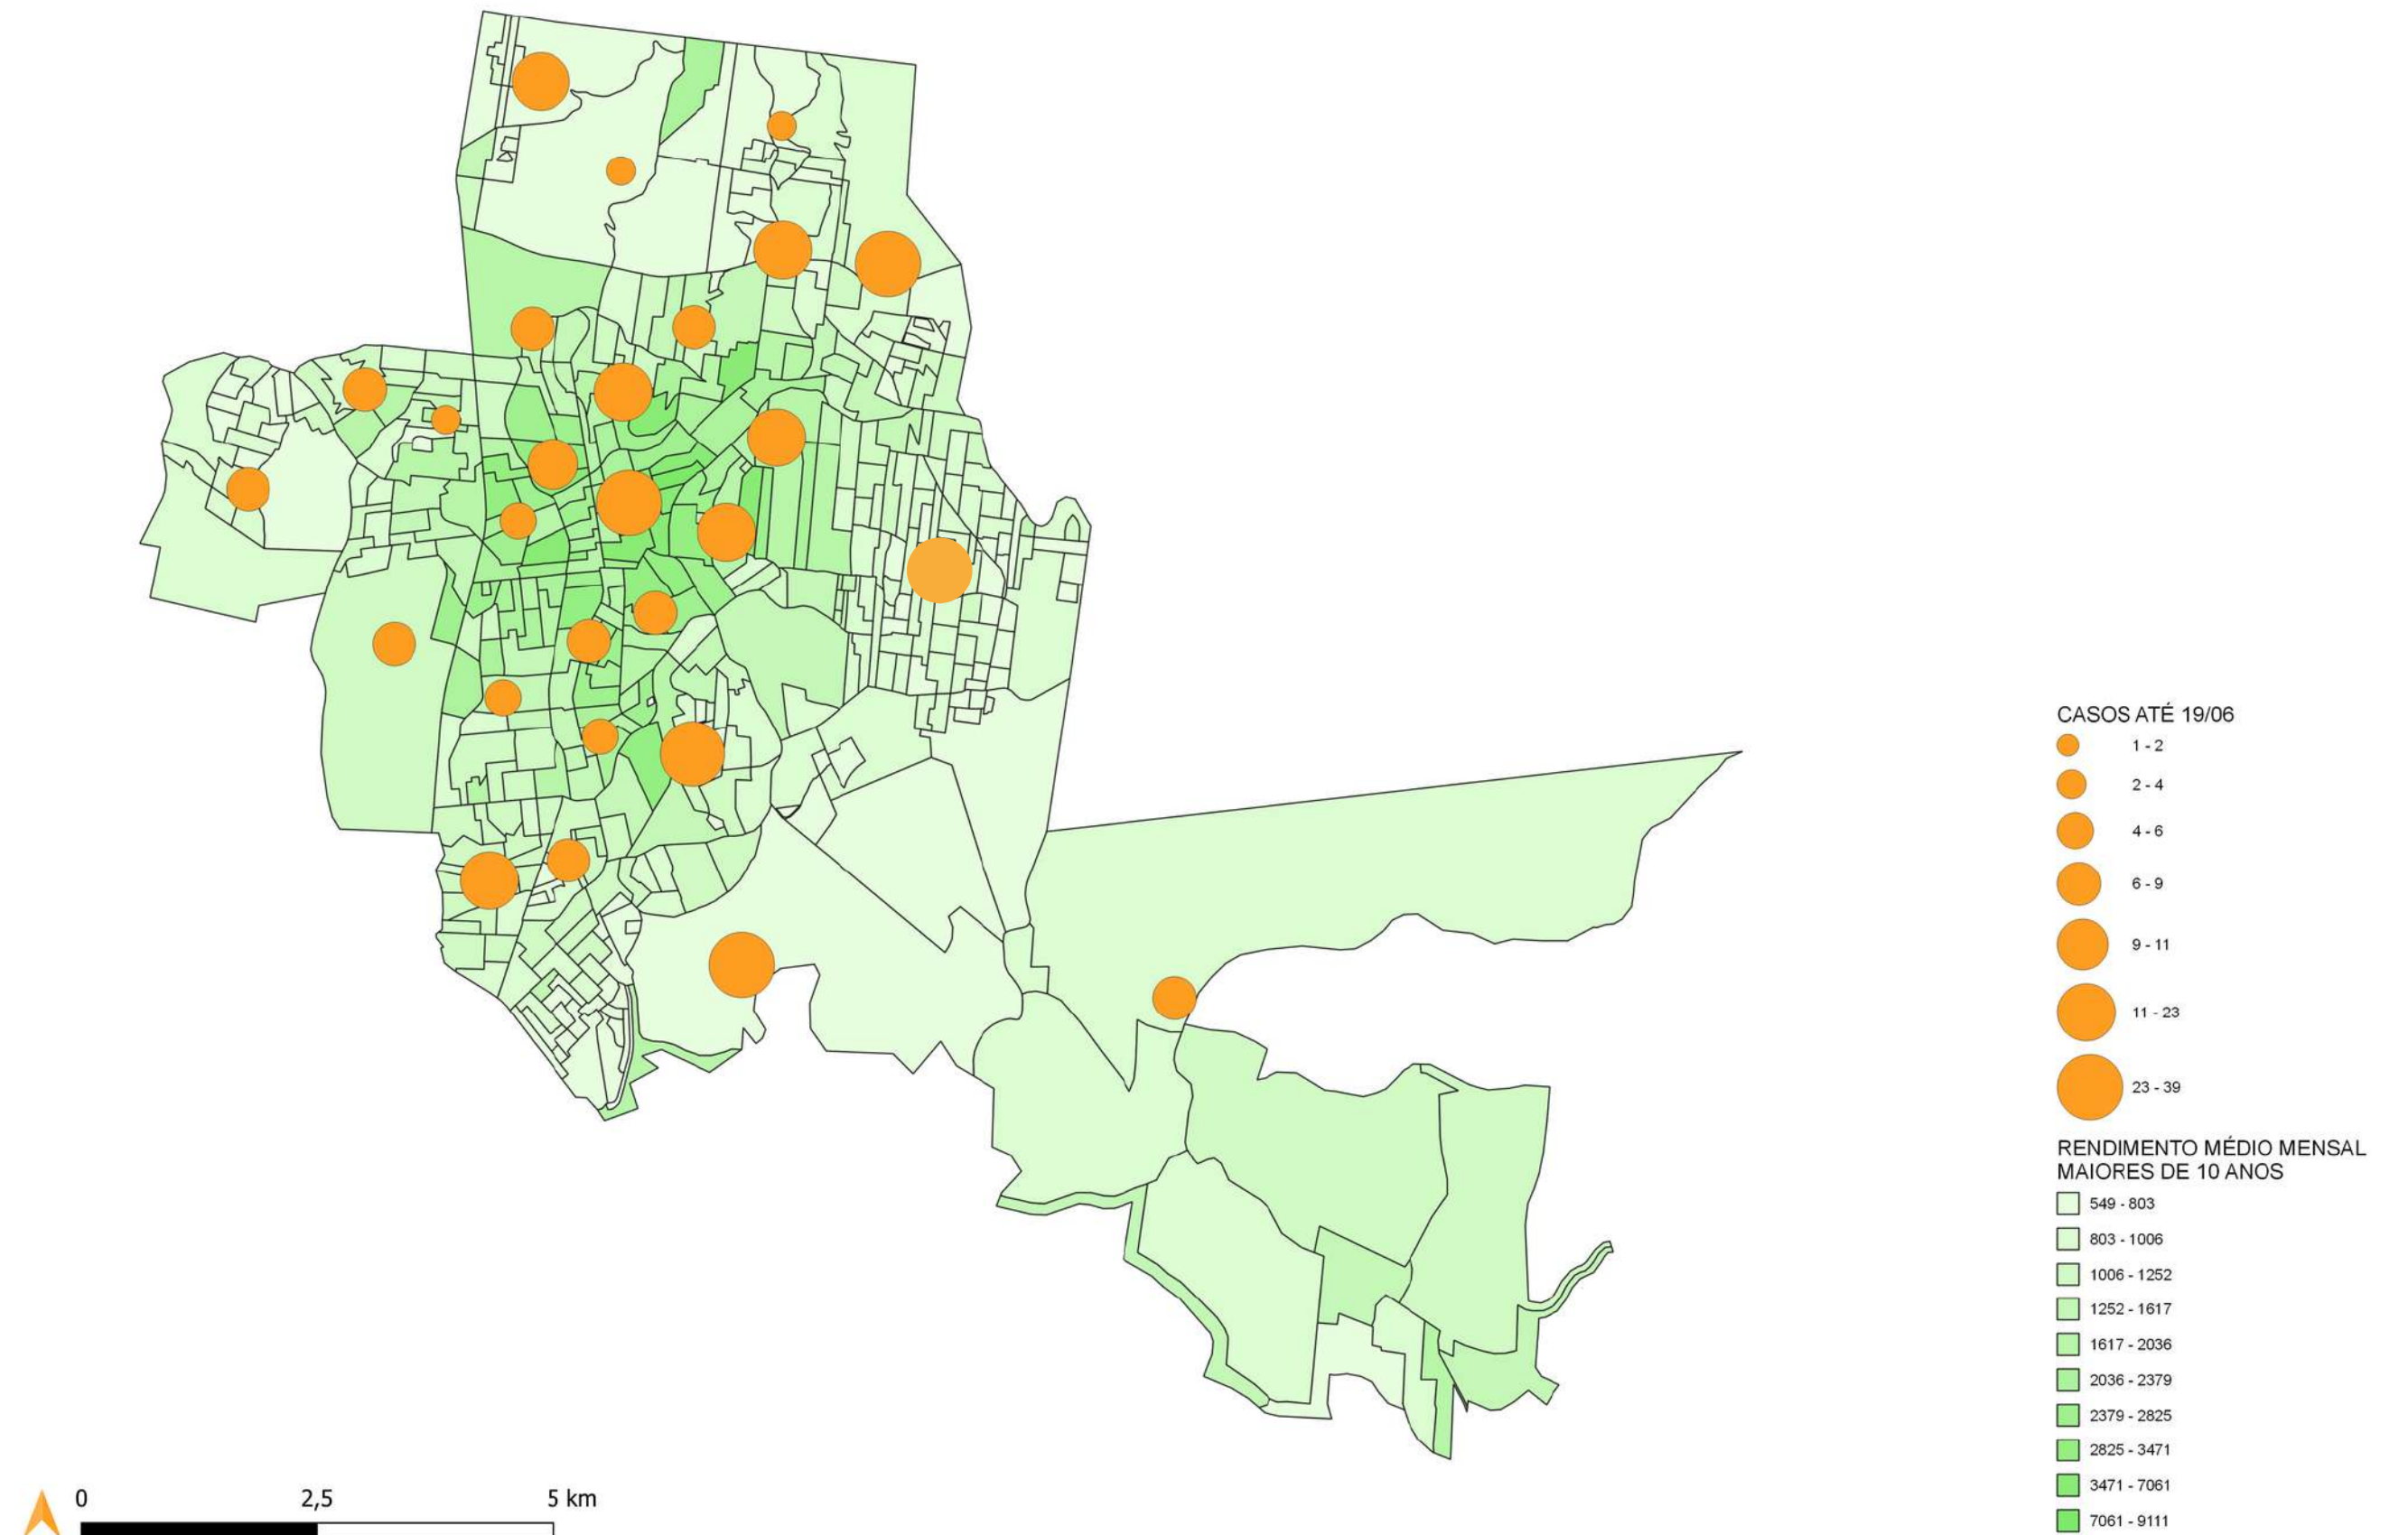 CASOS ATÉ 19/06
1 - 2
2 - 4
4 - 6
6 - 9
9 - 11
11 - 23
23 - 39
RENDIMENTO MÉDIO MENSAL
MAIORES DE 10 ANOS
549 - 803
803 - 1006
1006 - 1252
1252 - 1617
1617 - 2036
2036 - 2379
2379 - 2825
2825 - 3471
3471 - 7061
7061 - 9111
0 2,5 5 km